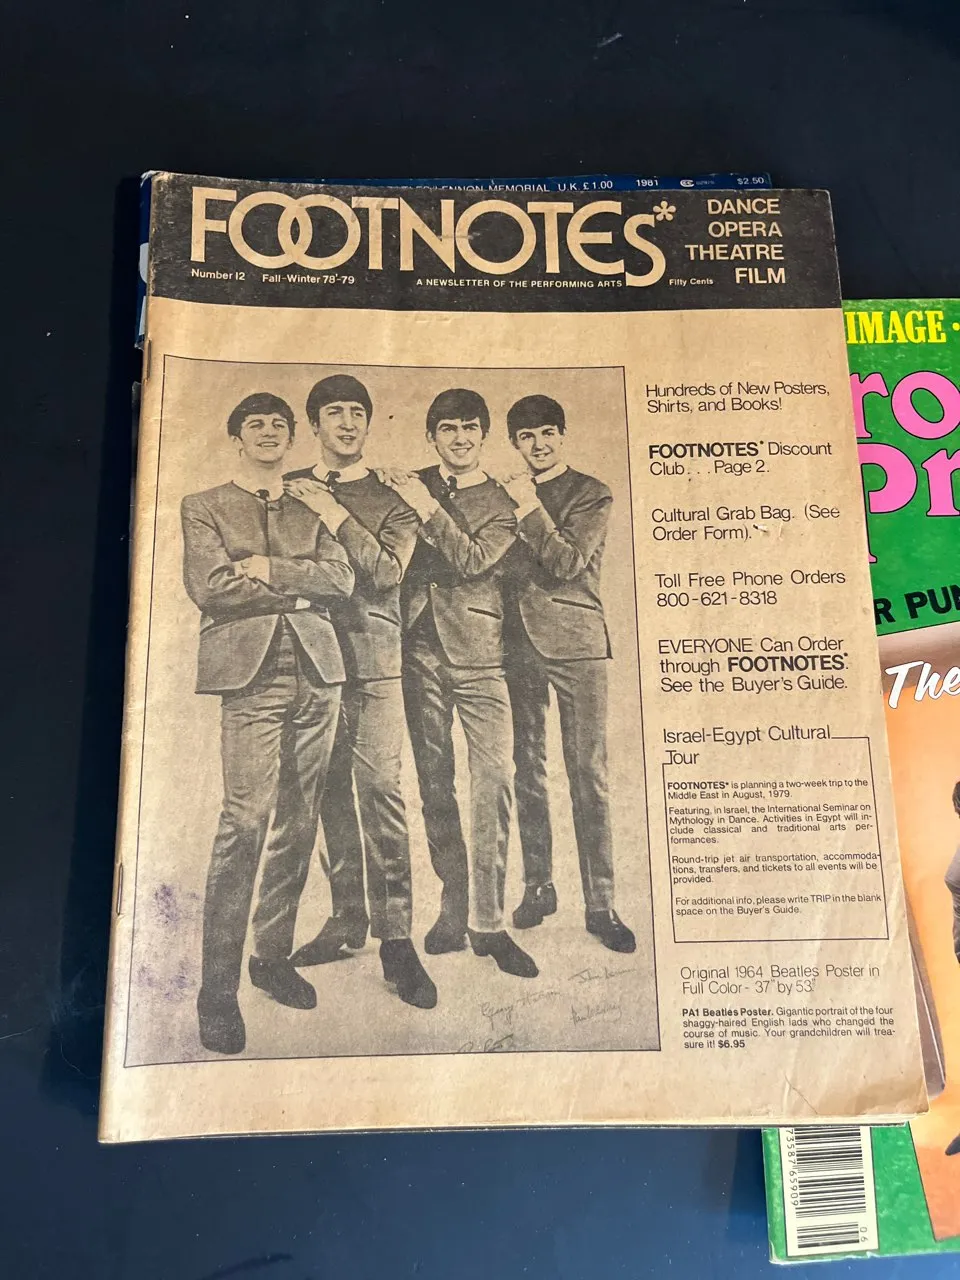 LENNON MEMORIAL U.K. £1.00 1981 $2.50
FOOTNOTES*
DANCE
OPERA
THEATRE
FILM
Number 12 Fall-Winter 78'-79 A NEWSLETTER OF THE PERFORMING ARTS Fifty Cents
Hundreds of New Posters,
Shirts, and Books!
FOOTNOTES* Discount
Club. . . Page 2.
Cultural Grab Bag. (See
Order Form).
Toll Free Phone Orders
800-621-8318
EVERYONE Can Order
through FOOTNOTES*.
See the Buyer's Guide.
Israel-Egypt Cultural
Tour
FOOTNOTES* is planning a two-week trip to the
Middle East in August, 1979.
Featuring, in Israel, the International Seminar on
Mythology in Dance. Activities in Egypt will in-
clude classical and traditional arts per-
formances.
Round-trip jet air transportation, accommoda-
tions, transfers, and tickets to all events will be
provided.
For additional info, please write TRIP in the blank
space on the Buyer's Guide.
Original 1964 Beatles Poster in
Full Color - 37" by 53"
PA1 Beatles Poster. Gigantic portrait of the four
shaggy-haired English lads who changed the
course of music. Your grandchildren will trea-
sure it! $6.95
George Harrison
John Lennon
IMAGE ·
The
06